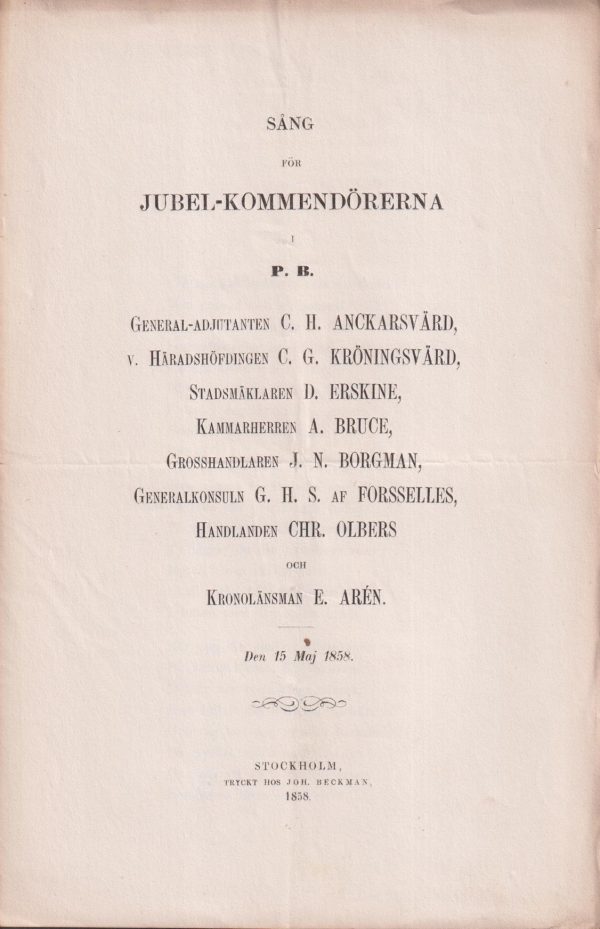 SÅNG
FÖR
JUBEL-KOMMENDÖRERNA
I
P. B.
GENERAL-ADJUTANTEN C. H. ANCKARSVÄRD,
V. HÄRADSHÖFDINGEN C. G. KRÖNINGSVÄRD,
STADSMÄKLAREN D. ERSKINE,
KAMMARHERREN A. BRUCE,
GROSSHANDLAREN J. N. BORGMAN,
GENERALKONSULN G. H. S. AF FORSSELLES,
HANDLANDEN CHR. OLBERS
OCH
KRONOLÄNSMAN E. ARÉN.
Den 15 Maj 1858.
STOCKHOLM,
TRYCKT HOS JOH. BECKMAN,
1858.